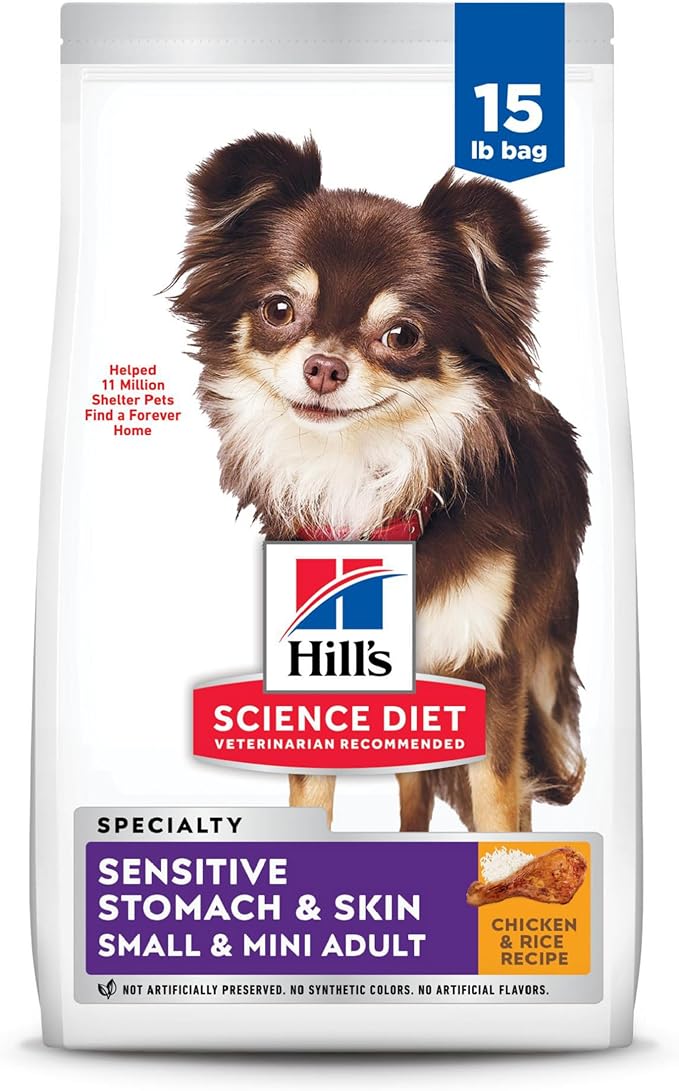 15
lb bag
Helped
11 Million
Shelter Pets
Find a Forever
Home
Hill's
SCIENCE DIET
VETERINARIAN RECOMMENDED
SPECIALTY
SENSITIVE
STOMACH & SKIN
SMALL & MINI ADULT
CHICKEN
& RICE
RECIPE
NOT ARTIFICIALLY PRESERVED. NO SYNTHETIC COLORS. NO ARTIFICIAL FLAVORS.